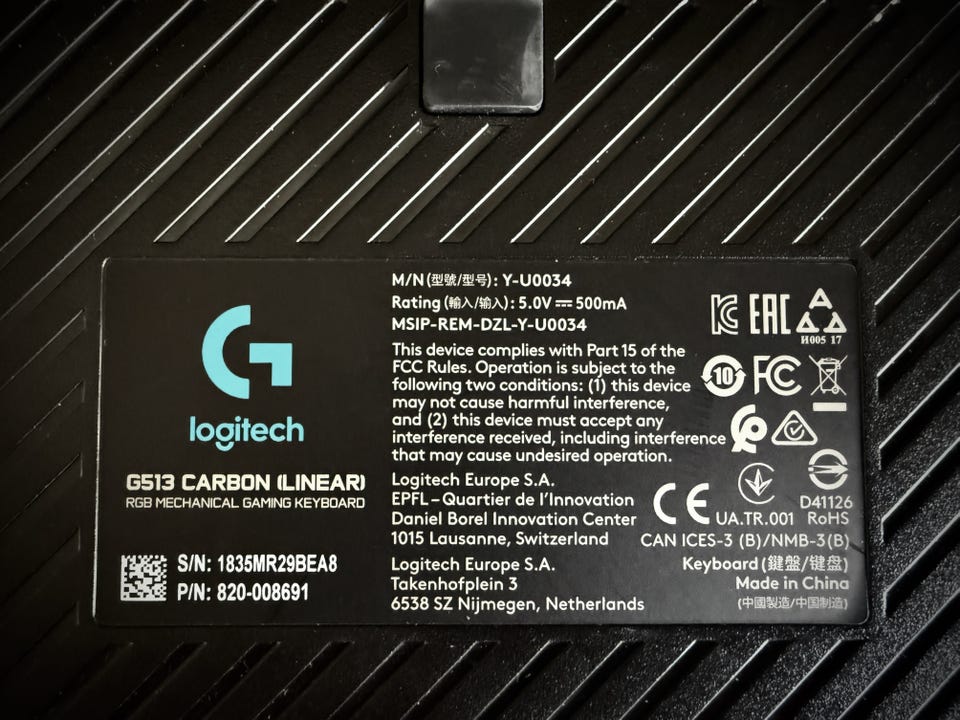 logitech
G513 CARBON (LINEAR)
RGB MECHANICAL GAMING KEYBOARD
S/N: 1835MR29BEA8
P/N: 820-008691
M/N(型號/型号): Y-U0034
Rating (輸入/输入): 5.0V⎓500mA
MSIP-REM-DZL-Y-U0034
This device complies with Part 15 of the
FCC Rules. Operation is subject to the
following two conditions: (1) this device
may not cause harmful interference,
and (2) this device must accept any
interference received, including interference
that may cause undesired operation.
Logitech Europe S.A.
EPFL – Quartier de l'Innovation
Daniel Borel Innovation Center
1015 Lausanne, Switzerland
Logitech Europe S.A.
Takenhofplein 3
6538 SZ Nijmegen, Netherlands
EAC
H005 17
10
FC
CE
UA.TR.001
D41126
RoHS
CAN ICES-3 (B)/NMB-3(B)
Keyboard (鍵盤/键盘)
Made in China
(中國製造/中国制造)